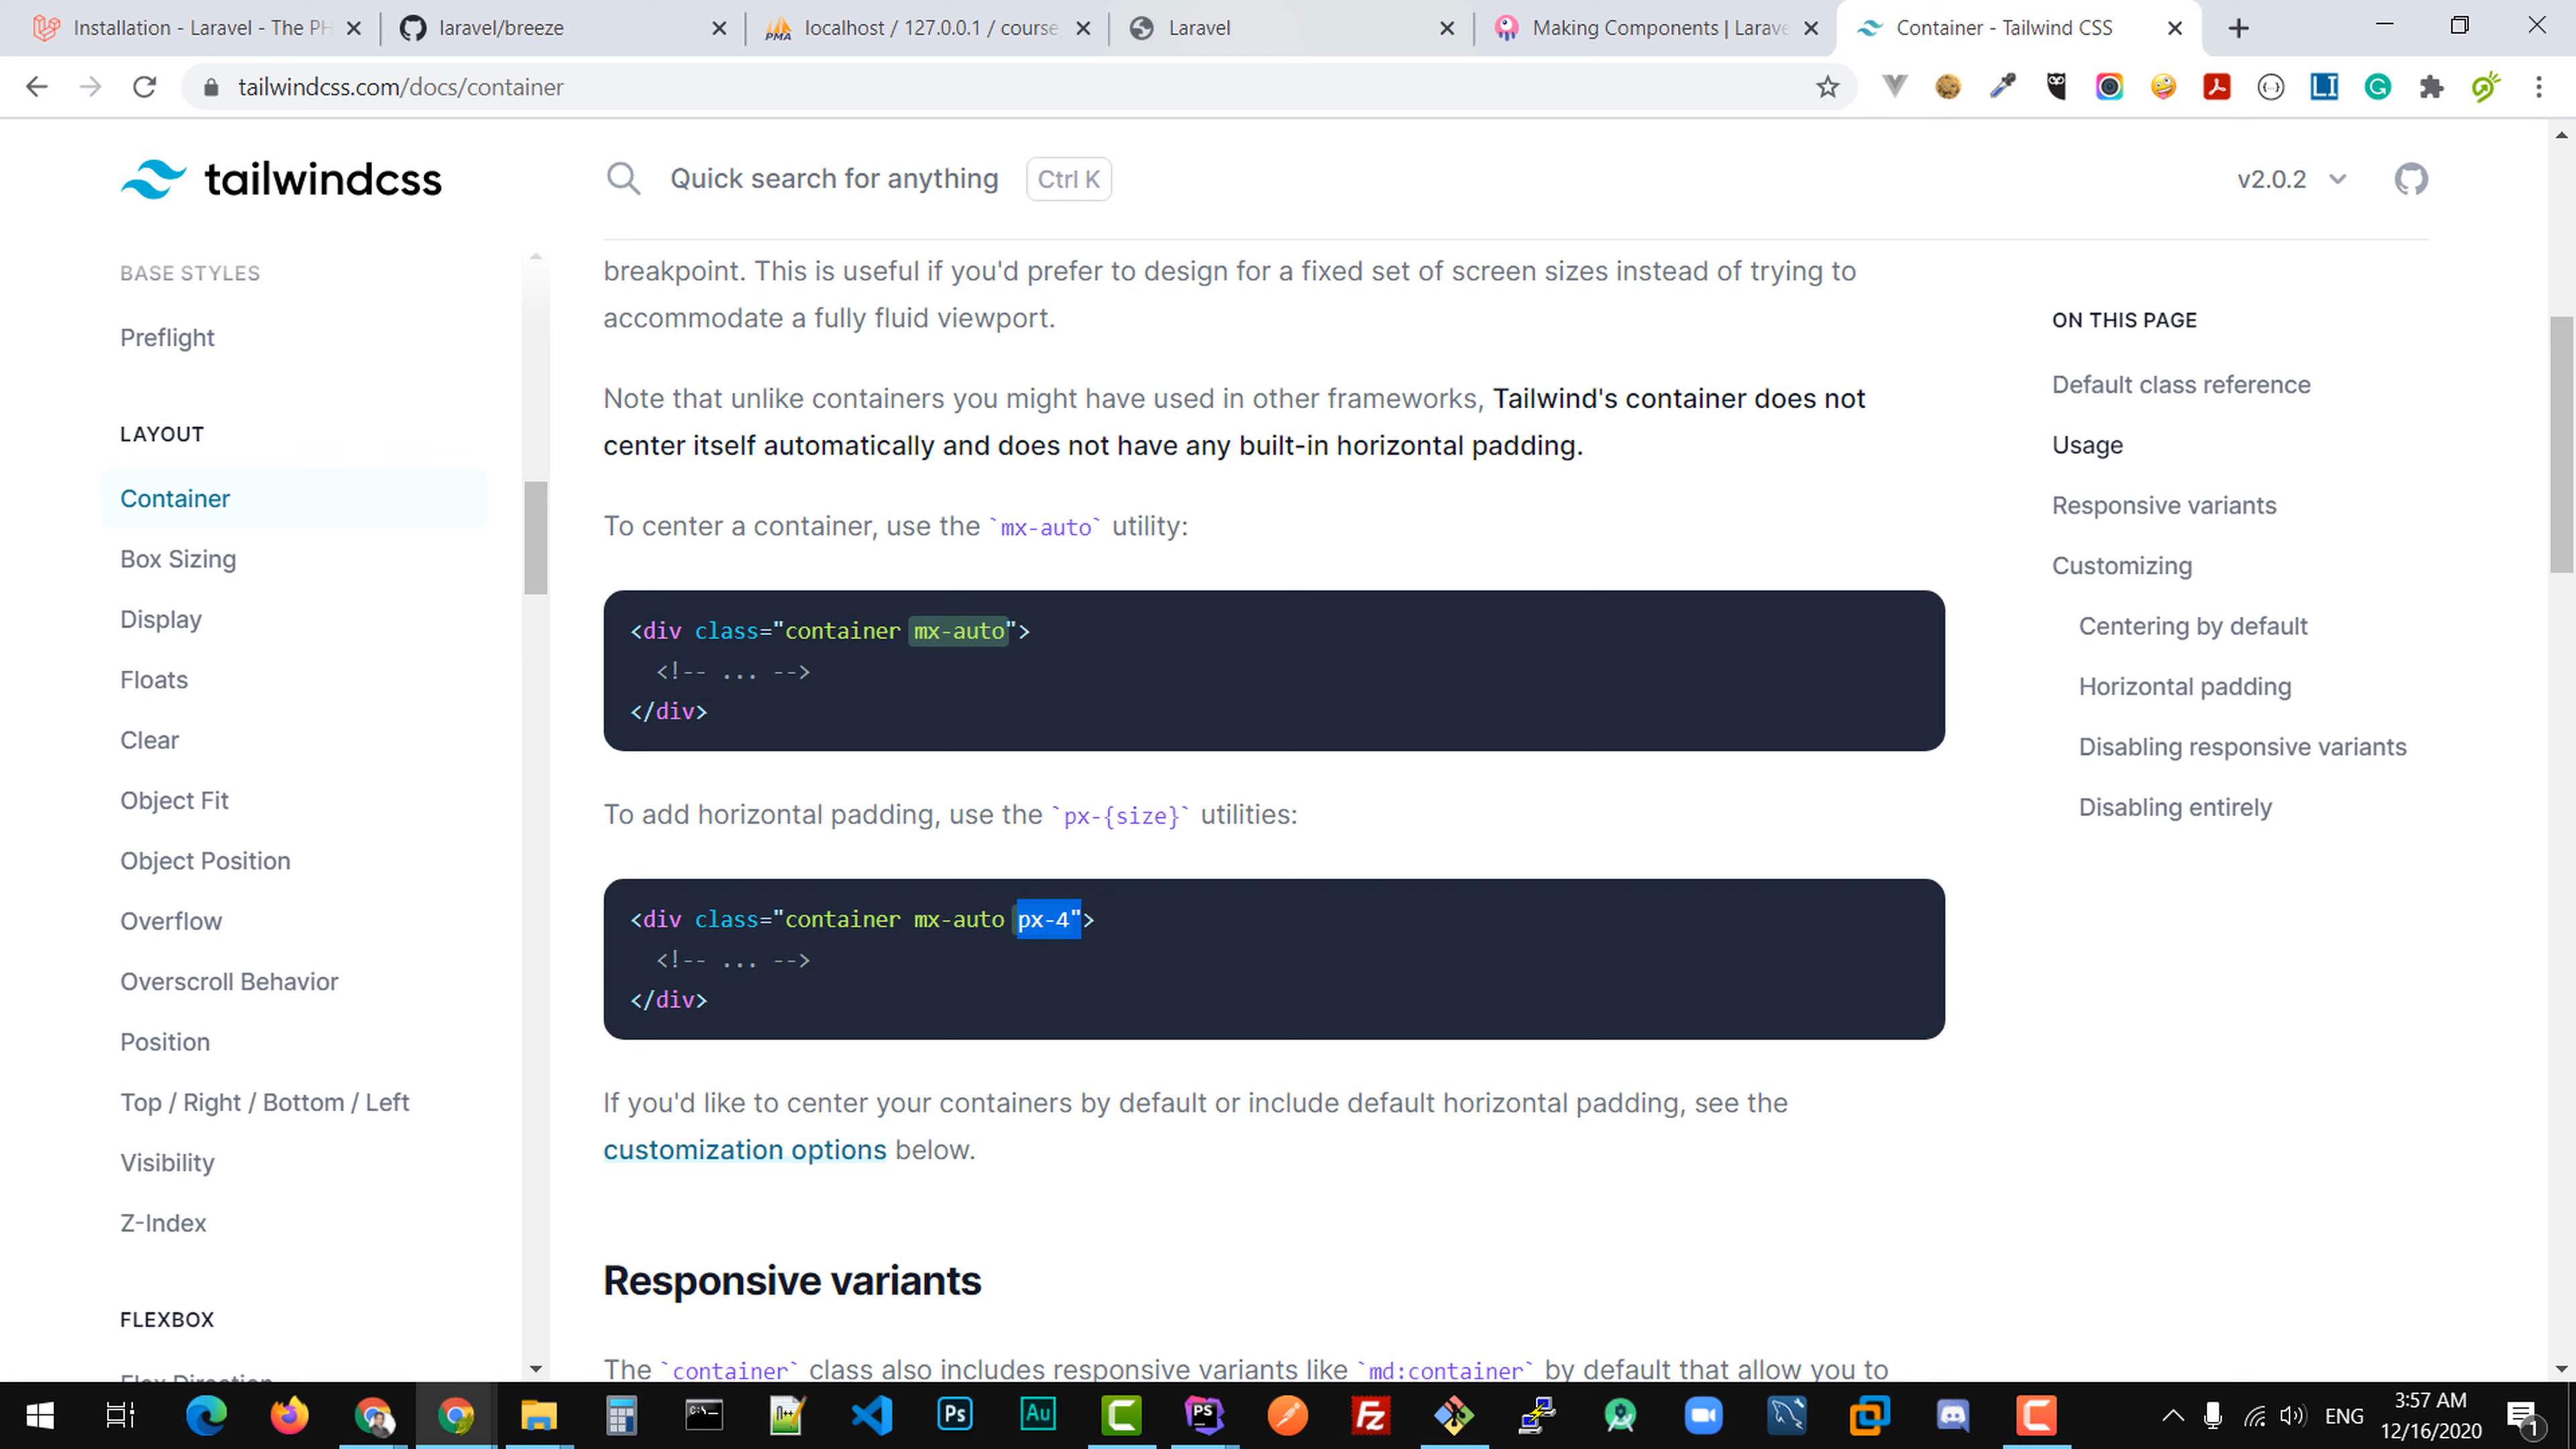 Installation - Laravel - The PH
laravel/breeze
localhost / 127.0.0.1 / course
Laravel
Making Components | Larave
Container - Tailwind CSS
tailwindcss.com/docs/container
tailwindcss
Quick search for anything
Ctrl K
v2.0.2
BASE STYLES
Preflight
LAYOUT
Container
Box Sizing
Display
Floats
Clear
Object Fit
Object Position
Overflow
Overscroll Behavior
Position
Top / Right / Bottom / Left
Visibility
Z-Index
FLEXBOX
Flex Direction
breakpoint. This is useful if you'd prefer to design for a fixed set of screen sizes instead of trying to
accommodate a fully fluid viewport.
Note that unlike containers you might have used in other frameworks, Tailwind's container does not
center itself automatically and does not have any built-in horizontal padding.
To center a container, use the `mx-auto` utility:
<div class="container mx-auto">
<!-- ... -->
</div>
To add horizontal padding, use the `px-{size}` utilities:
<div class="container mx-auto px-4">
<!-- ... -->
</div>
If you'd like to center your containers by default or include default horizontal padding, see the
customization options below.
Responsive variants
The `container` class also includes responsive variants like `md:container` by default that allow you to
ON THIS PAGE
Default class reference
Usage
Responsive variants
Customizing
Centering by default
Horizontal padding
Disabling responsive variants
Disabling entirely
ENG
3:57 AM
12/16/2020
1